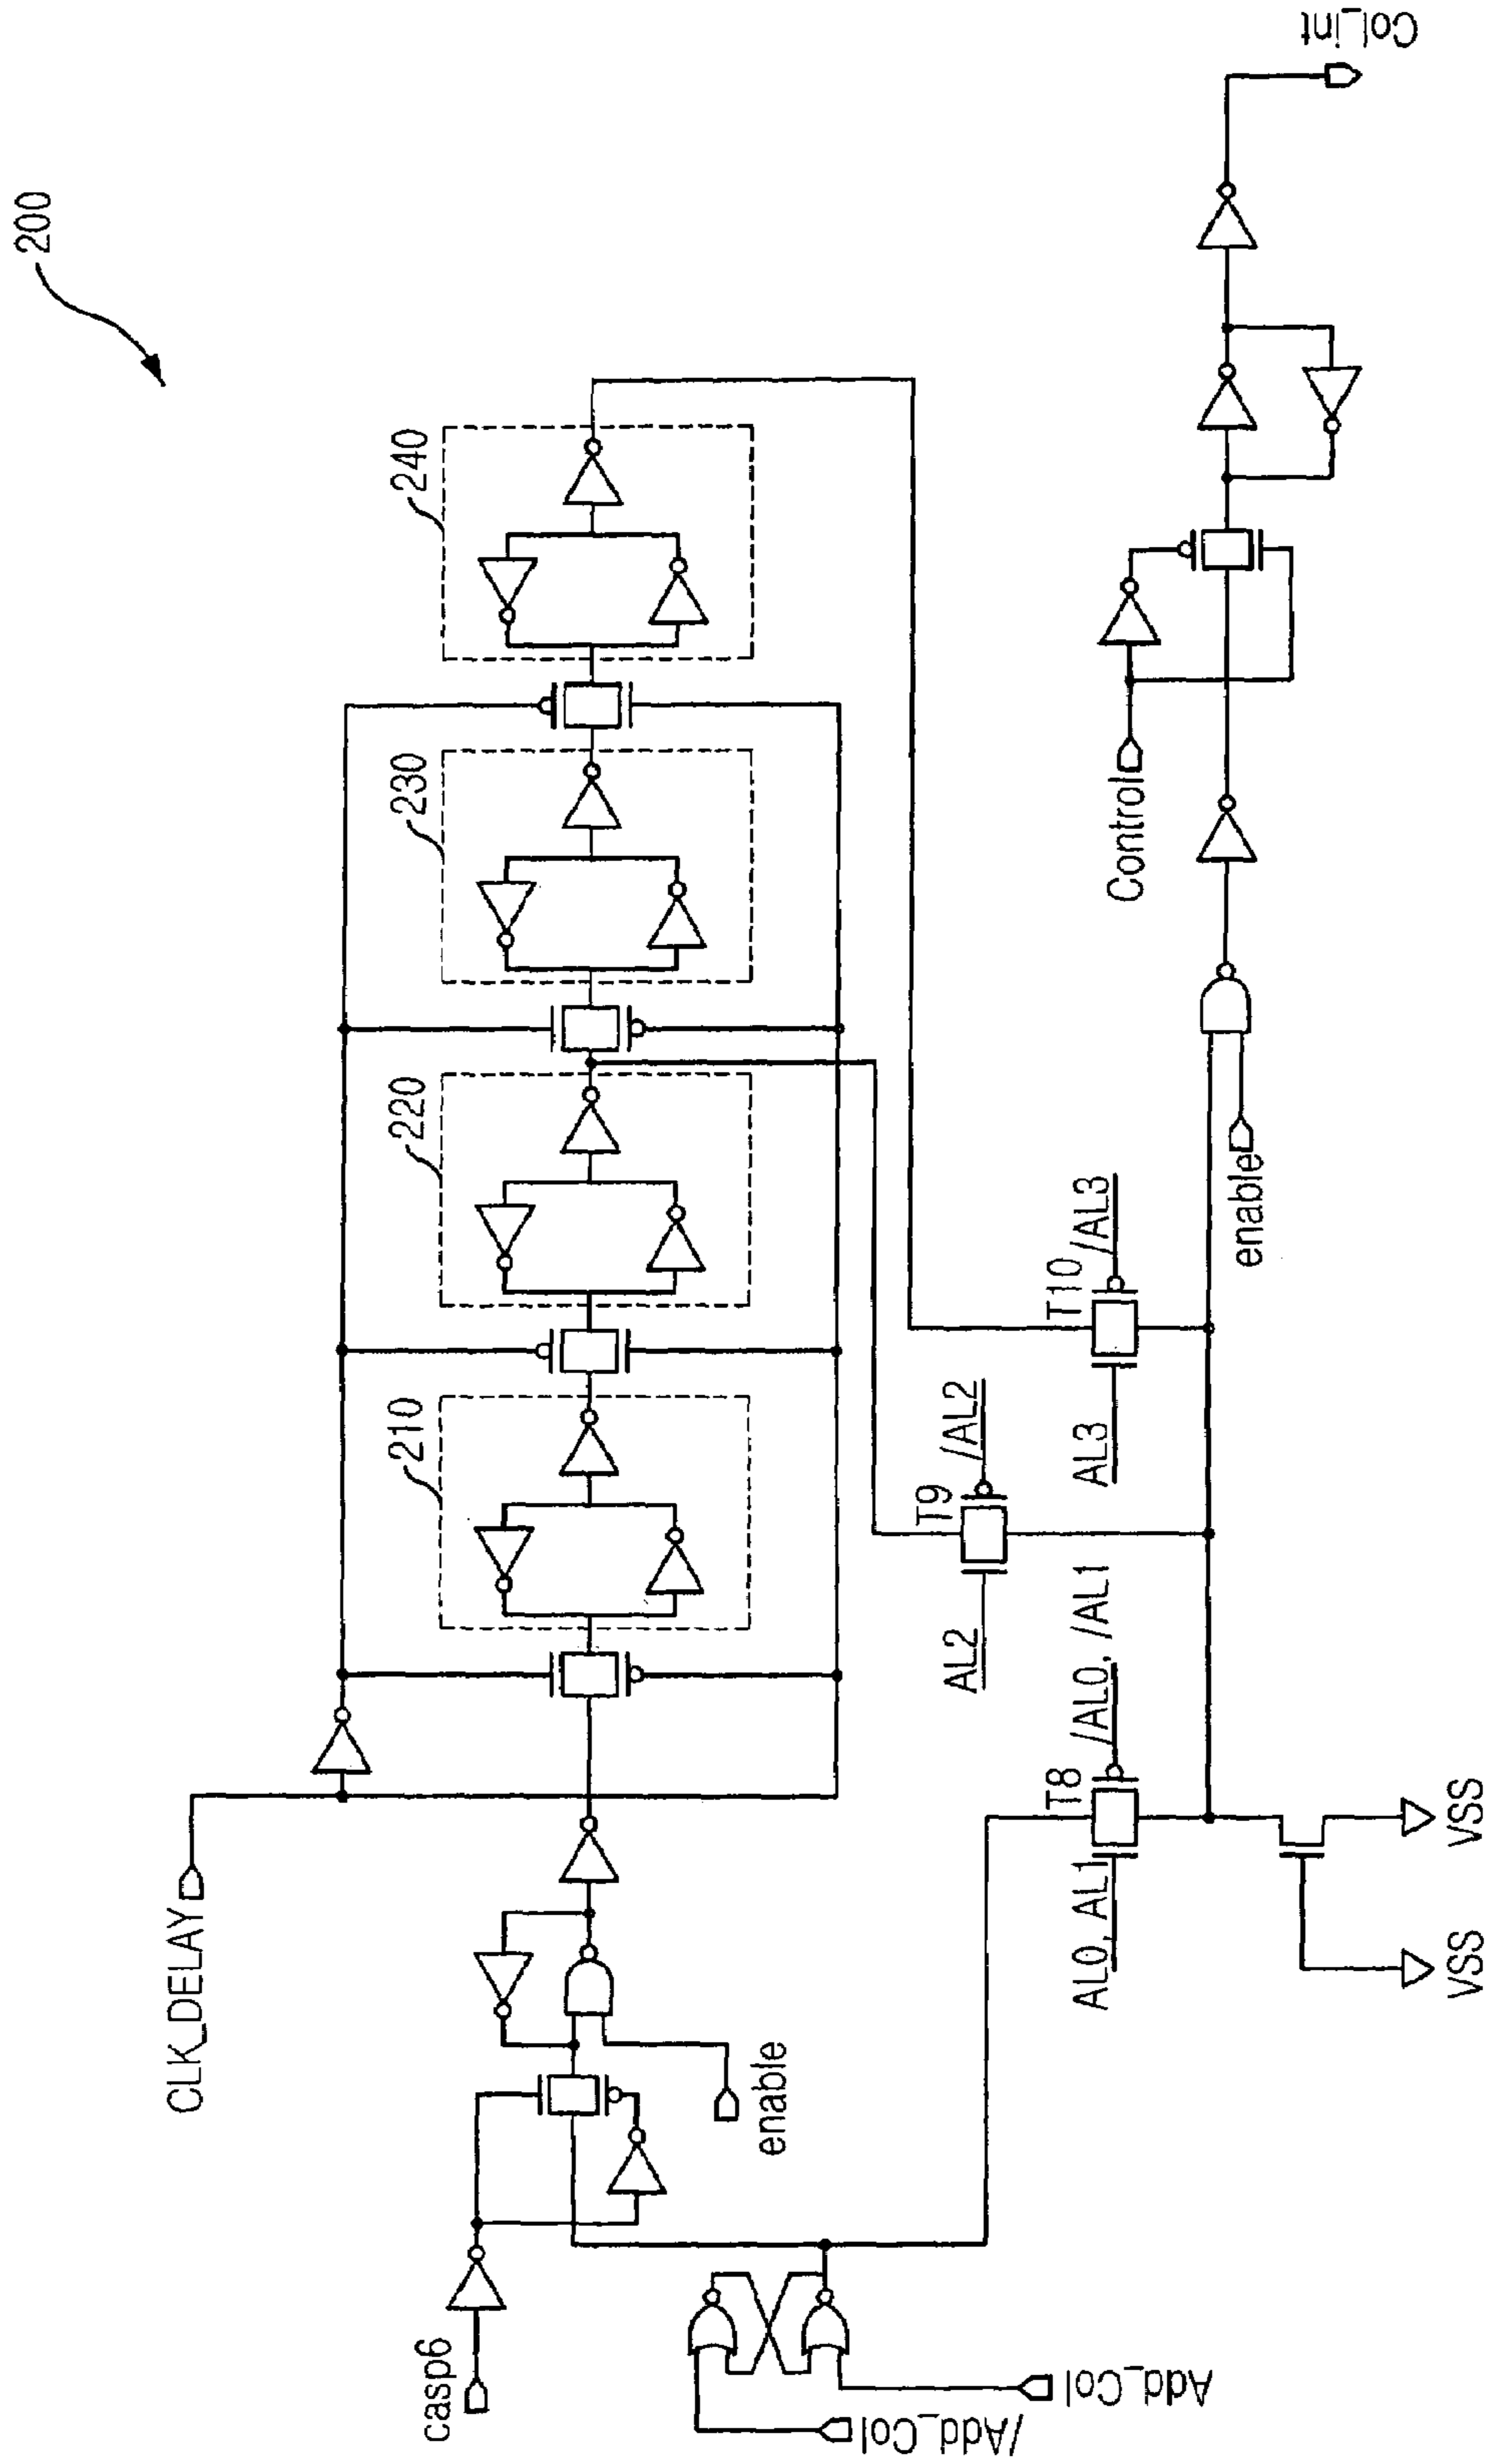 200
240
230
220
210
CLK_DELAY
casp6
enable
/Add_Col
Add_Col
T8
AL0, AL1
/AL0, /AL1
T9
AL2
/AL2
T10
AL3
/AL3
VSS
VSS
enable
Control
Col_int